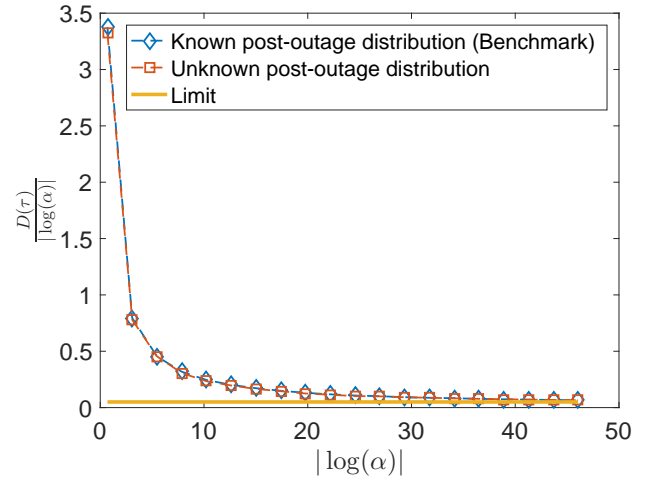 3.5
3
2.5
2
1.5
1
0.5
0
0
10
20
30
40
50
Known post-outage distribution (Benchmark)
Unknown post-outage distribution
Limit
D(τ)
|log(α)|
|log(α)|